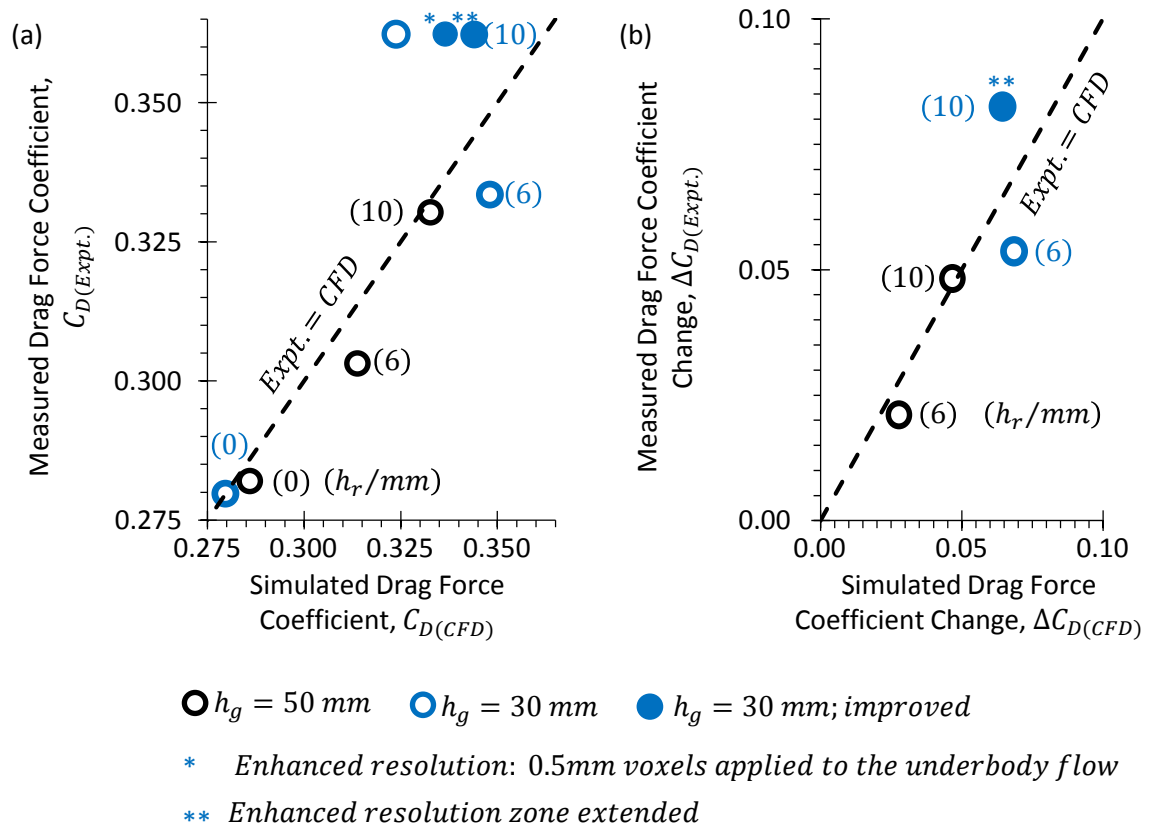 (a)
Measured Drag Force Coefficient,
C_D(Expt.)
0.350
0.325
0.300
0.275
* **
(10)
(6)
(10)
(6)
Expt. = CFD
(0)
(0) (h_r/mm)
0.275 0.300 0.325 0.350
Simulated Drag Force
Coefficient, C_D(CFD)
(b)
Measured Drag Force Coefficient
Change, ΔC_D(Expt.)
0.10
0.05
0.00
**
(10)
Expt. = CFD
(6)
(10)
(6) (h_r/mm)
0.00 0.05 0.10
Simulated Drag Force
Coefficient Change, ΔC_D(CFD)
h_g = 50 mm h_g = 30 mm h_g = 30 mm; improved
* Enhanced resolution: 0.5mm voxels applied to the underbody flow
** Enhanced resolution zone extended